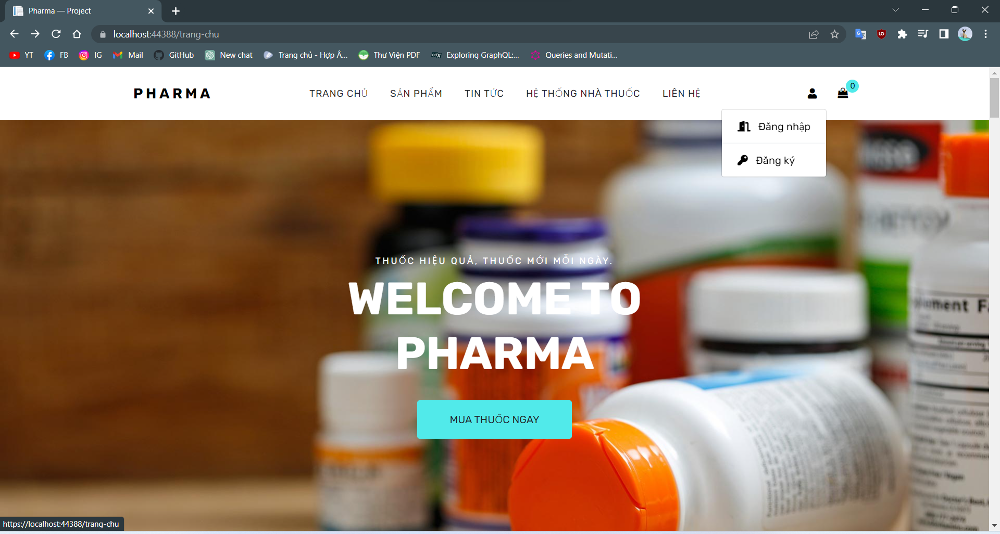 Pharma — Project
localhost:44388/trang-chu
YT FB IG Mail GitHub New chat Trang chủ - Hợp Â... Thư Viện PDF edX Exploring GraphQL:... Queries and Mutati...
PHARMA TRANG CHỦ SẢN PHẨM TIN TỨC HỆ THỐNG NHÀ THUỐC LIÊN HỆ 0
Đăng nhập
Đăng ký
THUỐC HIỆU QUẢ, THUỐC MỚI MỖI NGÀY.
WELCOME TO
PHARMA
MUA THUỐC NGAY
https://localhost:44388/trang-chu